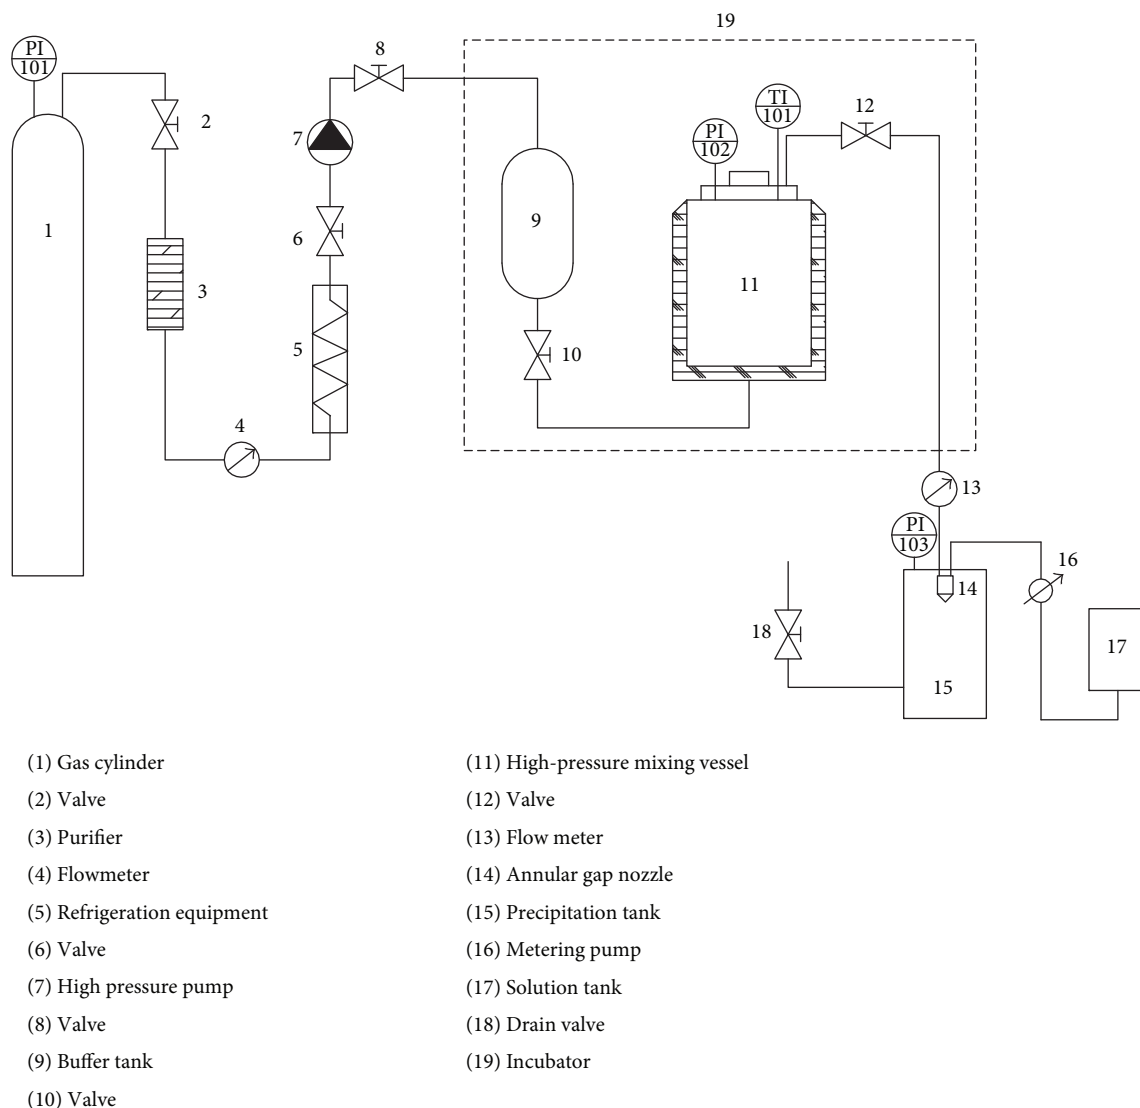 19
PI
101
8
TI
101
12
2
7
PI
102
1
9
6
11
3
5
10
4
13
PI
103
16
14
18
17
15
(1) Gas cylinder
(2) Valve
(3) Purifier
(4) Flowmeter
(5) Refrigeration equipment
(6) Valve
(7) High pressure pump
(8) Valve
(9) Buffer tank
(10) Valve
(11) High-pressure mixing vessel
(12) Valve
(13) Flow meter
(14) Annular gap nozzle
(15) Precipitation tank
(16) Metering pump
(17) Solution tank
(18) Drain valve
(19) Incubator